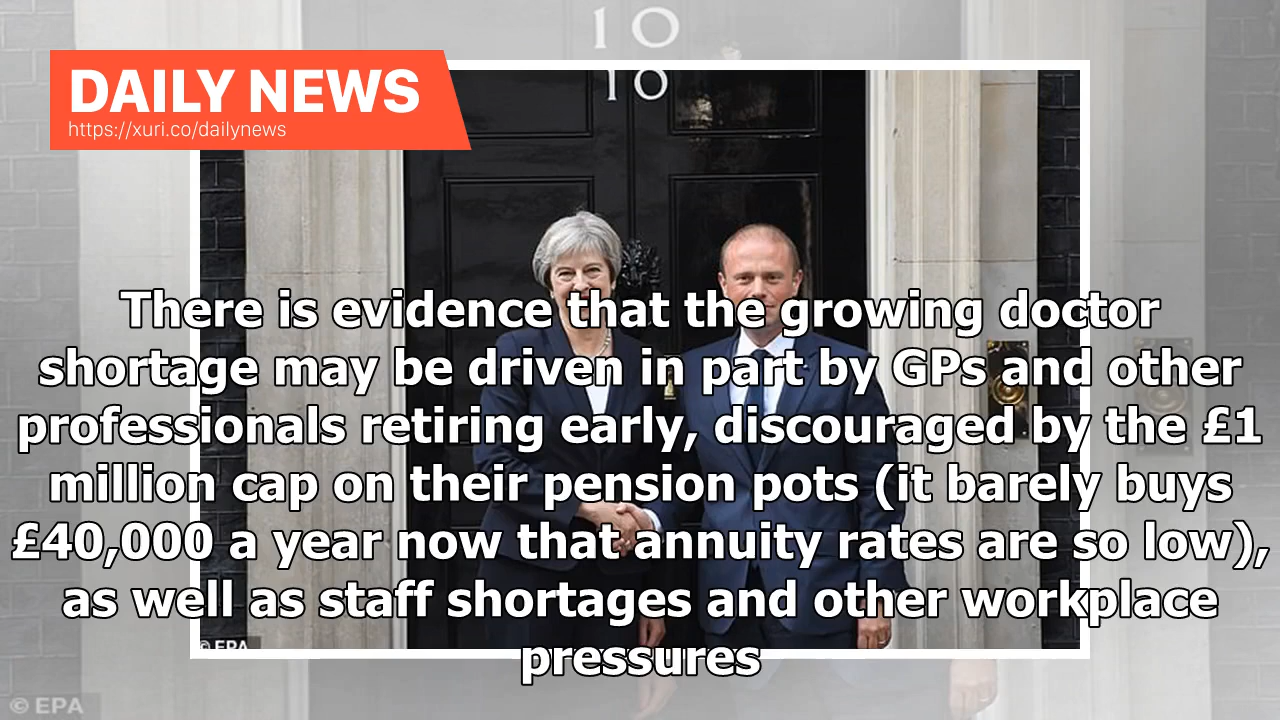 10
10
DAILY NEWS
https://xuri.co/dailynews
There is evidence that the growing doctor
shortage may be driven in part by GPs and other
professionals retiring early, discouraged by the £1
million cap on their pension pots (it barely buys
£40,000 a year now that annuity rates are so low),
as well as staff shortages and other workplace
pressures
© EPA
© EPA